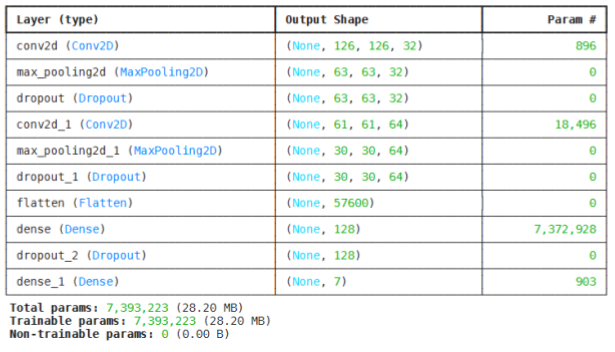 Layer (type) Output Shape Param #
conv2d (Conv2D) (None, 126, 126, 32) 896
max_pooling2d (MaxPooling2D) (None, 63, 63, 32) 0
dropout (Dropout) (None, 63, 63, 32) 0
conv2d_1 (Conv2D) (None, 61, 61, 64) 18,496
max_pooling2d_1 (MaxPooling2D) (None, 30, 30, 64) 0
dropout_1 (Dropout) (None, 30, 30, 64) 0
flatten (Flatten) (None, 57600) 0
dense (Dense) (None, 128) 7,372,928
dropout_2 (Dropout) (None, 128) 0
dense_1 (Dense) (None, 7) 903
Total params: 7,393,223 (28.20 MB)
Trainable params: 7,393,223 (28.20 MB)
Non-trainable params: 0 (0.00 B)